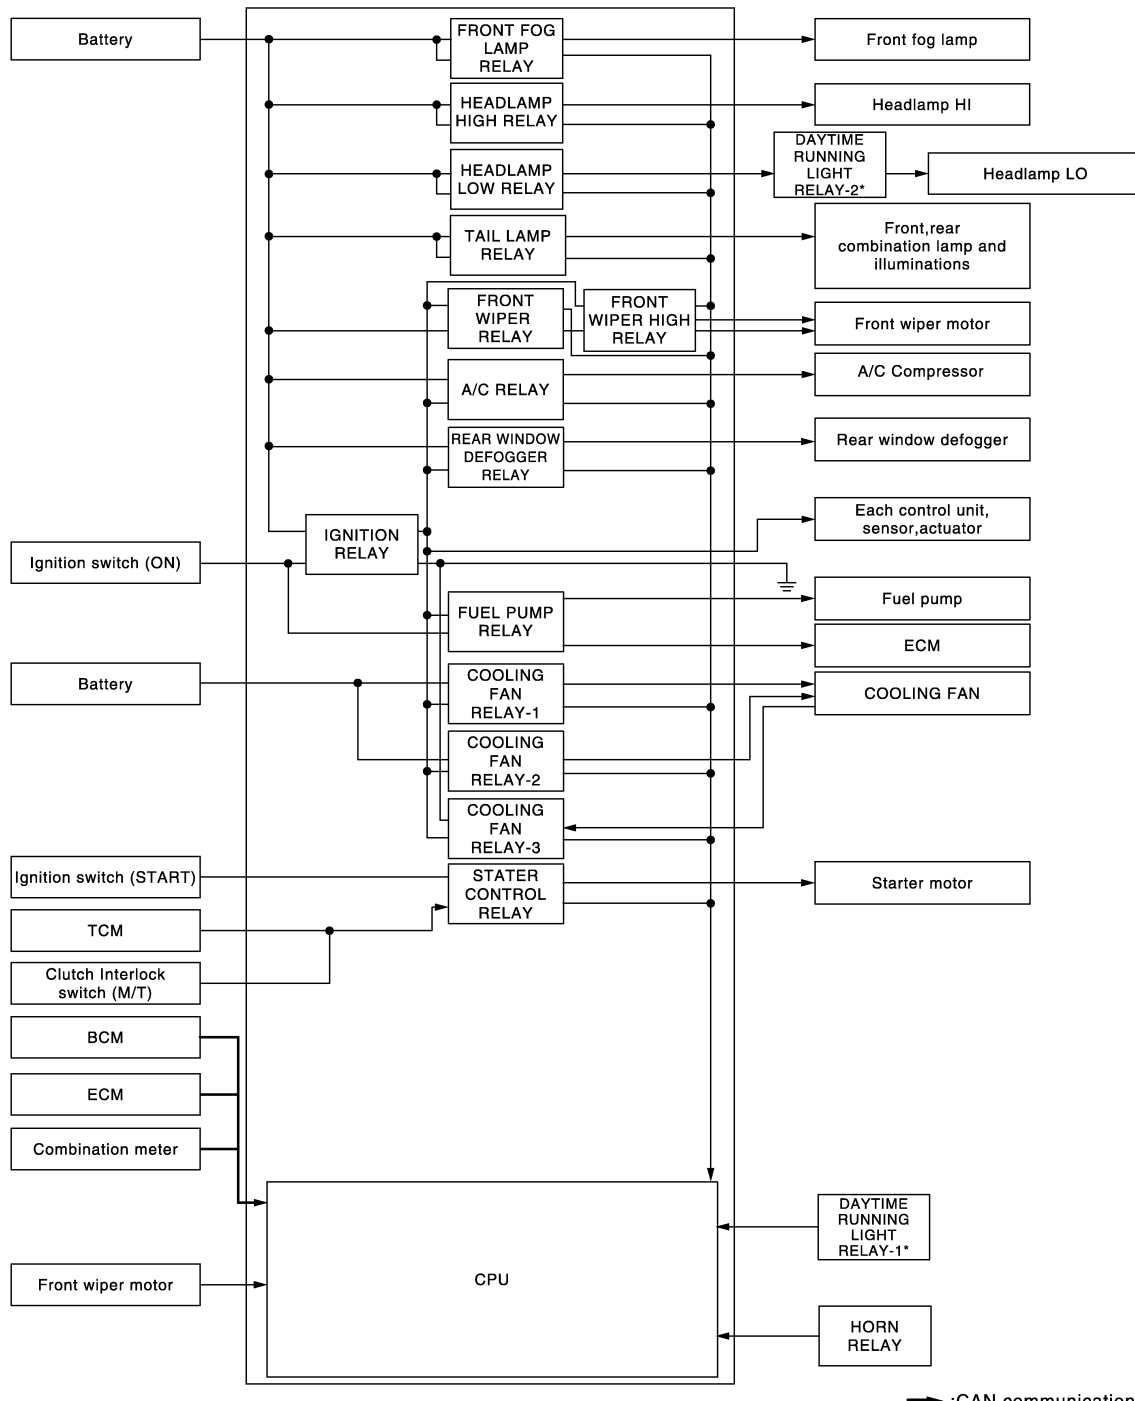 Battery
FRONT FOG
LAMP
RELAY
Front fog lamp
HEADLAMP
HIGH RELAY
Headlamp HI
HEADLAMP
LOW RELAY
DAYTIME
RUNNING
LIGHT
RELAY-2*
Headlamp LO
TAIL LAMP
RELAY
Front,rear
combination lamp and
illuminations
FRONT
WIPER
RELAY
FRONT
WIPER HIGH
RELAY
Front wiper motor
A/C RELAY
A/C Compressor
REAR WINDOW
DEFOGGER
RELAY
Rear window defogger
IGNITION
RELAY
Each control unit,
sensor,actuator
Ignition switch (ON)
FUEL PUMP
RELAY
Fuel pump
ECM
Battery
COOLING
FAN
RELAY-1
COOLING FAN
COOLING
FAN
RELAY-2
COOLING
FAN
RELAY-3
Ignition switch (START)
STATER
CONTROL
RELAY
Starter motor
TCM
Clutch Interlock
switch (M/T)
BCM
ECM
Combination meter
DAYTIME
RUNNING
LIGHT
RELAY-1*
Front wiper motor
CPU
HORN
RELAY
:CAN communication